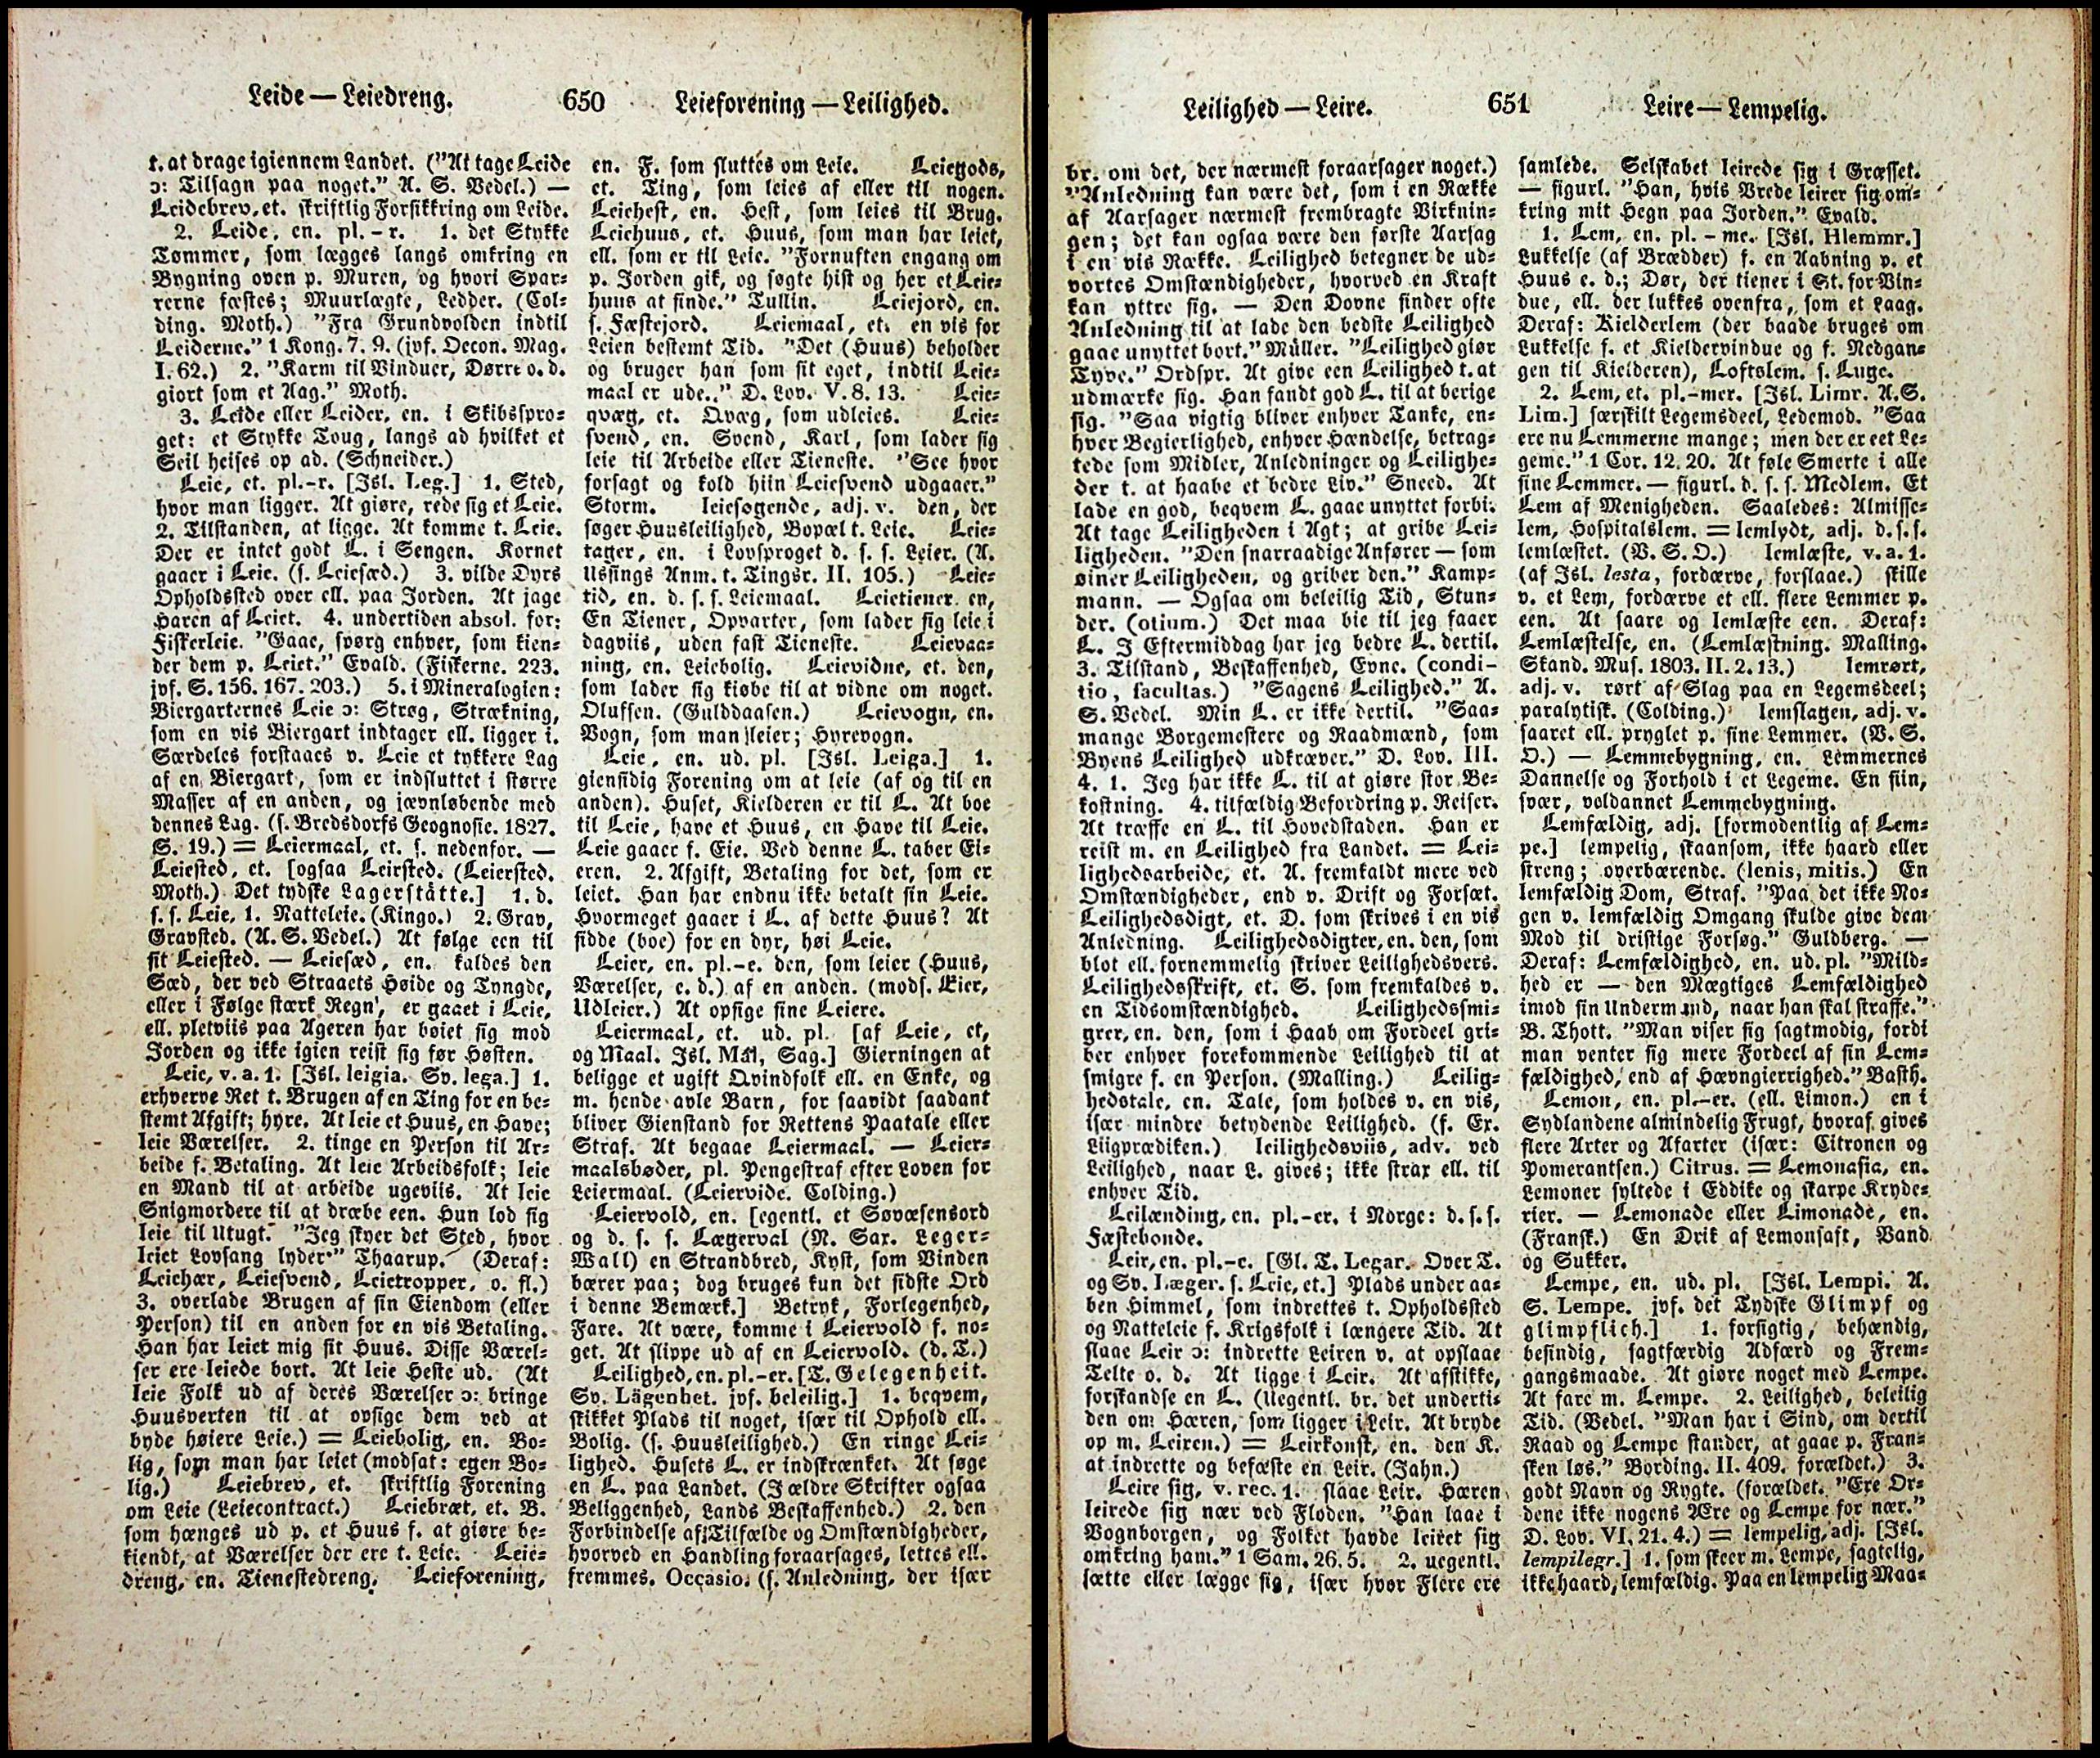 Leide — Leiedreng.
650
Leieforening — Leilighed.
t. at drage igiennem Landet. ("At tage Leide
ɔ: Tilsagn paa noget." A. S. Vedel.) —
Leidebrev, et. skriftlig Forsikkring om Leide.
2. Leide, en. pl. - r. 1. det Stykke
Tømmer, som lægges langs omkring en
Bygning oven p. Muren, og hvori Spar-
rerne fæstes; Muurlægte, Ledder. (Col-
ding. Moth.) "Fra Grundvolden indtil
Leiderne." 1 Kong. 7. 9. (jvf. Oecon. Mag.
I. 62.) 2. "Karm til Vinduer, Dørre o. d.
giort som et Aag." Moth.
3. Leide eller Leider, en. i Skibsspro-
get: et Stykke Toug, langs ad hvilket et
Seil heises op ad. (Schneider.)
Leie, et. pl.-r. [Isl. Leg.] 1. Sted,
hvor man ligger. At giøre, rede sig et Leie.
2. Tilstanden, at ligge. At komme t. Leie.
Der er intet godt L. i Sengen. Kornet
gaaer i Leie. (s. Leiesæd.) 3. vilde Dyrs
Opholdssted over ell. paa Jorden. At jage
Haren af Leiet. 4. undertiden absol. for:
Fiskerleie. "Gaae, spørg enhver, som kien-
der dem p. Leiet." Evald. (Fiskerne. 223.
jvf. S. 156. 167. 203.) 5. i Mineralogien:
Biergarternes Leie ɔ: Strøg, Strækning,
som en vis Biergart indtager ell. ligger i.
Særdeles forstaaes v. Leie et tykkere Lag
af en Biergart, som er indsluttet i større
Masser af en anden, og jævnløbende med
dennes Lag. (s. Bredsdorfs Geognosie. 1827.
S. 19.) = Leiermaal, et. s. nedenfor. —
Leiested, et. [ogsaa Leirsted. (Leiersted.
Moth.) Det tydske Lagerstätte.] 1. d.
s. s. Leie, 1. Natteleie. (Kingo.) 2. Grav,
Gravsted. (A. S. Vedel.) At følge een til
sit Leiested. — Leiesæd, en. kaldes den
Sæd, der ved Straaets Høide og Tyngde,
eller i Følge stærk Regn, er gaaet i Leie,
ell. pletviis paa Ageren har bøiet sig mod
Jorden og ikke igien reist sig før Høsten.
Leie, v. a. 1. [Isl. leigia. Sv. lega.] 1.
erhverve Ret t. Brugen af en Ting for en be-
stemt Afgift; hyre. At leie et Huus, en Have;
leie Værelser. 2. tinge en Person til Ar-
beide f. Betaling. At leie Arbeidsfolk; leie
en Mand til at arbeide ugeviis. At leie
Snigmordere til at dræbe een. Hun lod sig
leie til Utugt. "Jeg skyer det Sted, hvor
leiet Lovsang lyder" Thaarup. (Deraf:
Leiehær, Leiesvend, Leietropper, o. fl.)
3. overlade Brugen af sin Eiendom (eller
Person) til en anden for en vis Betaling.
Han har leiet mig sit Huus. Disse Værel-
ser ere leiede bort. At leie Heste ud. (At
leie Folk ud af deres Værelser ɔ: bringe
Huusverten til at opsige dem ved at
byde høiere Leie.) = Leiebolig, en. Bo-
lig, som man har leiet (modsat: egen Bo-
lig.) Leiebrev, et. skriftlig Forening
om Leie (Leiecontract.) Leiebræt, et. B.
som hænges ud p. et Huus f. at giøre be-
kiendt, at Værelser der ere t. Leie. Leie-
dreng, en. Tienestedreng. Leieforening,
en. F. som sluttes om Leie. Leiegods,
et. Ting, som leies af eller til nogen.
Leiehest, en. Hest, som leies til Brug.
Leiehuus, et. Huus, som man har leiet,
ell. som er til Leie. "Fornuften engang om
p. Jorden gik, og søgte hist og her et Leie-
huus at finde." Tullin. Leiejord, en.
s. Fæstejord. Leiemaal, et. en vis for
Leien bestemt Tid. "Det (Huus) beholder
og bruger han som sit eget, indtil Leie-
maal er ude.." D. Lov. V. 8. 13. Leie-
qvæg, et. Qvæg, som udleies. Leie-
svend, en. Svend, Karl, som lader sig
leie til Arbeide eller Tieneste. "See hvor
forsagt og kold hiin Leiesvend udgaaer."
Storm. leiesøgende, adj. v. den, der
søger Huusleilighed, Bopæl t. Leie. Leie-
tager, en. i Lovsproget d. s. s. Leier. (A.
Ussings Anm. t. Tingsr. II. 105.) Leie-
tid, en. d. s. s. Leiemaal. Leietiener, en,
En Tiener, Opvarter, som lader sig leie i
dagviis, uden fast Tieneste. Leievaa-
ning, en. Leiebolig. Leievidne, et. den,
som lader sig kiøbe til at vidne om noget.
Olufsen. (Gulddaasen.) Leievogn, en.
Vogn, som man leier; Hyrevogn.
Leie, en. ud. pl. [Isl. Leiga.] 1.
giensidig Forening om at leie (af og til en
anden). Huset, Kielderen er til L. At boe
til Leie, have et Huus, en Have til Leie.
Leie gaaer f. Eie. Ved denne L. taber Ei-
eren. 2. Afgift, Betaling for det, som er
leiet. Han har endnu ikke betalt sin Leie.
Hvormeget gaaer i L. af dette Huus? At
sidde (boe) for en dyr, høi Leie.
Leier, en. pl.-e. den, som leier (Huus,
Værelser, e. d.) af en anden. (mods. Eier,
Udleier.) At opsige sine Leiere.
Leiermaal, et. ud. pl. [af Leie, et,
og Maal. Isl. Mál, Sag.] Gierningen at
beligge et ugift Qvindfolk ell. en Enke, og
m. hende avle Barn, for saavidt saadant
bliver Gienstand for Rettens Paatale eller
Straf. At begaae Leiermaal. — Leier-
maalsbøder, pl. Pengestraf efter Loven for
Leiermaal. (Leiervide. Colding.)
Leiervold, en. [egentl. et Søvæsensord
og d. s. s. Lægerval (N. Sax. Leger-
Wall) en Strandbred, Kyst, som Vinden
bærer paa; dog bruges kun det sidste Ord
i denne Bemærk.] Betryk, Forlegenhed,
Fare. At være, komme i Leiervold f. no-
get. At slippe ud af en Leiervold. (d. T.)
Leilighed, en. pl.-er. [T. Gelegenheit.
Sv. Lägenhet. jvf. beleilig.] 1. beqvem,
skikket Plads til noget, især til Ophold ell.
Bolig. (s. Huusleilighed.) En ringe Lei-
lighed. Husets L. er indskrænket. At søge
en L. paa Landet. (I ældre Skrifter ogsaa
Beliggenhed, Lands Beskaffenhed.) 2. den
Forbindelse af Tilfælde og Omstændigheder,
hvorved en Handling foraarsages, lettes ell.
fremmes. Occasio. (s. Anledning, der især
Leilighed — Leire.
651
Leire — Lempelig.
br. om det, der nærmest foraarsager noget.)
"Anledning kan være det, som i en Række
af Aarsager nærmest frembragte Virknin-
gen; det kan ogsaa være den første Aarsag
i en vis Række. Leilighed betegner de ud-
vortes Omstændigheder, hvorved en Kraft
kan yttre sig. — Den Dovne finder ofte
Anledning til at lade den bedste Leilighed
gaae unyttet bort." Müller. "Leilighed giør
Tyve." Ordspr. At give een Leilighed t. at
udmærke sig. Han fandt god L. til at berige
sig. "Saa vigtig bliver enhver Tanke, en-
hver Begierlighed, enhver Hændelse, betrag-
tede som Midler, Anledninger og Leilighe-
der t. at haabe et bedre Liv." Sneed. At
lade en god, beqvem L. gaae unyttet forbi.
At tage Leiligheden i Agt; at gribe Lei-
ligheden. "Den snarraadige Anfører — som
øiner Leiligheden, og griber den." Kamp-
mann. — Ogsaa om beleilig Tid, Stun-
der. (otium.) Det maa bie til jeg faaer
L. I Eftermiddag har jeg bedre L. dertil.
3. Tilstand, Beskaffenhed, Evne. (condi-
tio, facultas.) "Sagens Leilighed." A.
S. Vedel. Min L. er ikke dertil. "Saa-
mange Borgemestere og Raadmænd, som
Byens Leilighed udkræver." D. Lov. III.
4. 1. Jeg har ikke L. til at giøre stor Be-
kostning. 4. tilfældig Befordring p. Reiser.
At træffe en L. til Hovedstaden. Han er
reist m. en Leilighed fra Landet. = Lei-
lighedsarbeide, et. A. fremkaldt mere ved
Omstændigheder, end v. Drift og Forsæt.
Leilighedsdigt, et. D. som skrives i en vis
Anledning. Leilighedsdigter, en. den, som
blot ell. fornemmelig skriver Leilighedsvers.
Leilighedsskrift, et. S. som fremkaldes v.
en Tidsomstændighed. Leilighedssmi-
grer, en. den, som i Haab om Fordeel gri-
ber enhver forekommende Leilighed til at
smigre f. en Person. (Malling.) Leilig-
hedstale, en. Tale, som holdes v. en vis,
især mindre betydende Leilighed. (f. Ex.
Liigprædiken.) leilighedsviis, adv. ved
Leilighed, naar L. gives; ikke strax ell. til
enhver Tid.
Leilænding, en. pl.-er. i Norge: d. s. s.
Fæstebonde.
Leir, en. pl.-e. [Gl. T. Legar. Over T.
og Sv. Læger. s. Leie, et.] Plads under aa-
ben Himmel, som indrettes t. Opholdssted
og Natteleie f. Krigsfolk i længere Tid. At
slaae Leir ɔ: indrette Leiren v. at opslaae
Telte o. d. At ligge i Leir. At afstikke,
forskandse en L. (Uegentl. br. det underti-
den om Hæren, som ligger i Leir. At bryde
op m. Leiren.) = Leirkonst, en. den K.
at indrette og befæste en Leir. (Jahn.)
Leire sig, v. rec. 1. slaae Leir. Hæren
leirede sig nær ved Floden. "Han laae i
Vognborgen, og Folket havde leiret sig
omkring ham." 1 Sam. 26. 5. 2. uegentl.
sætte eller lægge sig, især hvor Flere ere
samlede. Selskabet leirede sig i Græsset.
— figurl. "Han, hvis Vrede leirer sig om-
kring mit Hegn paa Jorden." Evald.
1. Lem, en. pl. - me. [Isl. Hlemmr.]
Lukkelse (af Brædder) f. en Aabning p. et
Huus e. d.; Dør, der tiener i St. for Vin-
due, ell. der lukkes ovenfra, som et Laag.
Deraf: Kielderlem (der baade bruges om
Lukkelse f. et Kieldervindue og f. Nedgan-
gen til Kielderen), Loftslem. s. Luge.
2. Lem, et. pl.-mer. [Isl. Limr. A.S.
Lim.] særskilt Legemsdeel, Ledemod. "Saa
ere nu Lemmerne mange; men der er eet Le-
geme." 1 Cor. 12. 20. At føle Smerte i alle
sine Lemmer. — figurl. d. s. s. Medlem. Et
Lem af Menigheden. Saaledes: Almisse-
lem, Hospitalslem. = lemlydt, adj. d. s. s.
lemlæstet. (V. S. O.) lemlæste, v. a. 1.
(af Isl. lesta, fordærve, forslaae.) skille
v. et Lem, fordærve et ell. flere Lemmer p.
een. At saare og lemlæste een. Deraf:
Lemlæstelse, en. (Lemlæstning. Malling.
Skand. Mus. 1803. II. 2. 13.) lemrørt,
adj. v. rørt af Slag paa en Legemsdeel;
paralytisk. (Colding.) lemslagen, adj. v.
saaret ell. pryglet p. sine Lemmer. (V. S.
O.) — Lemmebygning, en. Lemmernes
Dannelse og Forhold i et Legeme. En fiin,
svær, veldannet Lemmebygning.
Lemfældig, adj. [formodentlig af Lem-
pe.] lempelig, skaansom, ikke haard eller
streng; overbærende. (lenis, mitis.) En
lemfældig Dom, Straf. "Paa det ikke No-
gen v. lemfældig Omgang skulde give dem
Mod til dristige Forsøg." Guldberg. —
Deraf: Lemfældighed, en. ud. pl. "Mild-
hed er — den Mægtiges Lemfældighed
imod sin Undermand, naar han skal straffe."
B. Thott. "Man viser sig sagtmodig, fordi
man venter sig mere Fordeel af sin Lem-
fældighed, end af Hævngierrighed." Basth.
Lemon, en. pl.-er. (ell. Limon.) en i
Sydlandene almindelig Frugt, hvoraf gives
flere Arter og Afarter (især: Citronen og
Pomerantsen.) Citrus. = Lemonasia, en.
Lemoner syltede i Eddike og skarpe Kryde-
rier. — Lemonade eller Limonade, en.
(Fransk.) En Drik af Lemonsaft, Vand
og Sukker.
Lempe, en. ud. pl. [Isl. Lempi. A.
S. Lempe. jvf. det Tydske Glimpf og
glimpflich.] 1. forsigtig, behændig,
besindig, sagtfærdig Adfærd og Frem-
gangsmaade. At giøre noget med Lempe.
At fare m. Lempe. 2. Leilighed, beleilig
Tid. (Vedel. "Man har i Sind, om dertil
Raad og Lempe stander, at gaae p. Fran-
sken løs." Bording. II. 409. forældet.) 3.
godt Navn og Rygte. (forældet. "Ere Or-
dene ikke nogens Ære og Lempe for nær."
D. Lov. VI. 21. 4.) = lempelig, adj. [Isl.
lempilegr.] 1. som skeer m. Lempe, sagtelig,
ikke haard, lemfældig. Paa en lempelig Maa-